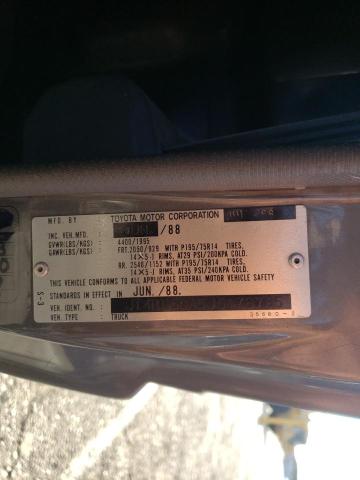 MFD. BY TOYOTA MOTOR CORPORATION
INC. VEH. MFD. /88
GVWR(LBS/KGS) 4400/1995
GAWR(LBS/KGS) FRT. 2050/929 WITH P195/75R14 TIRES,
14×5-J RIMS, AT29 PSI/200KPA COLD.
RR. 2540/1152 WITH P195/75R14 TIRES,
14×5-J RIMS, AT35 PSI/240KPA COLD.
THIS VEHICLE CONFORMS TO ALL APPLICABLE FEDERAL MOTOR VEHICLE SAFETY
STANDARDS IN EFFECT IN JUN. /88.
VEH. IDENT. NO.
VEH. TYPE TRUCK
C-S